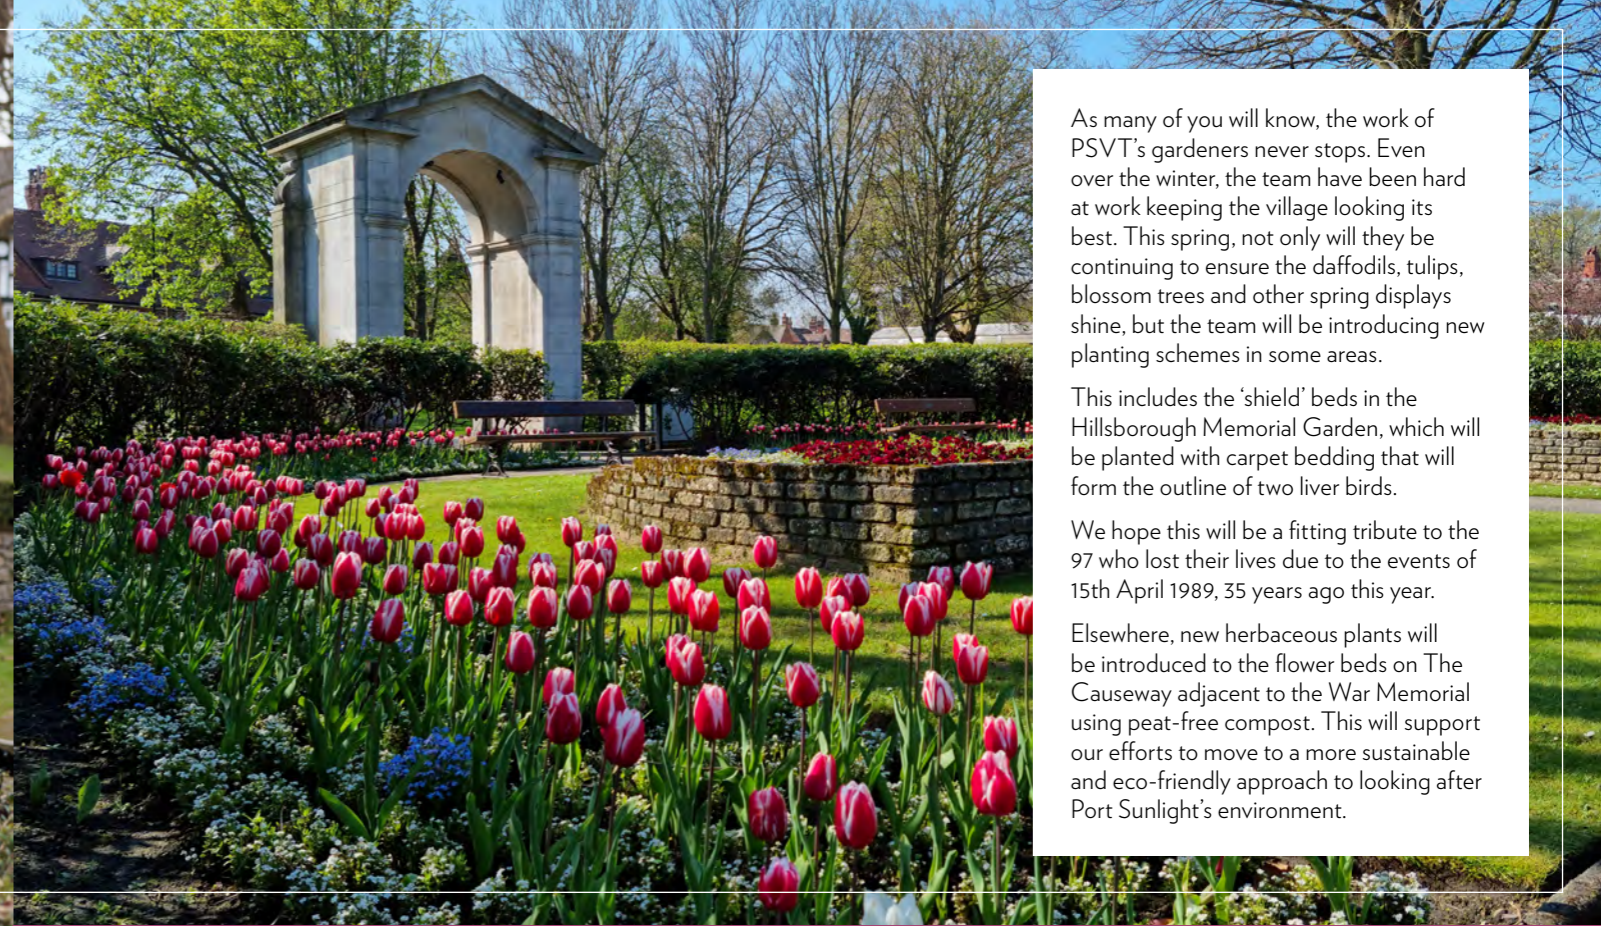 As many of you will know, the work of
PSVT’s gardeners never stops. Even
over the winter, the team have been hard
at work keeping the village looking its
best. This spring, not only will they be
continuing to ensure the daffodils, tulips,
blossom trees and other spring displays
shine, but the team will be introducing new
planting schemes in some areas.
This includes the ‘shield’ beds in the
Hillsborough Memorial Garden, which will
be planted with carpet bedding that will
form the outline of two liver birds.
We hope this will be a fitting tribute to the
97 who lost their lives due to the events of
15th April 1989, 35 years ago this year.
Elsewhere, new herbaceous plants will
be introduced to the flower beds on The
Causeway adjacent to the War Memorial
using peat-free compost. This will support
our efforts to move to a more sustainable
and eco-friendly approach to looking after
Port Sunlight’s environment.